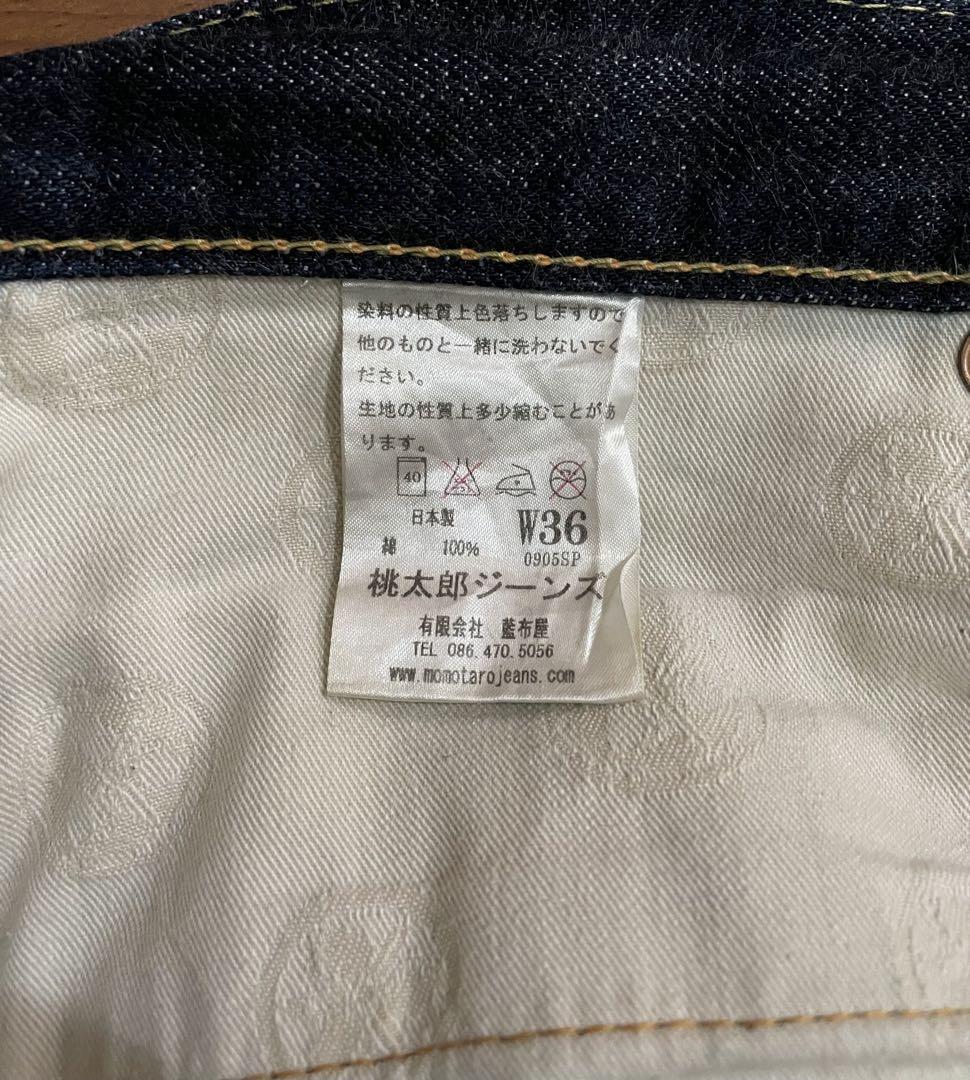 染料の性質上色落ちしますので
他のものと一緒に洗わないでく
ださい。
生地の性質上多少縮むことがあ
ります。
40
日本製 W36
綿 100% 0905SP
桃太郎ジーンズ
有限会社 藍布屋
TEL 086.470.5056
www.momotarojeans.com